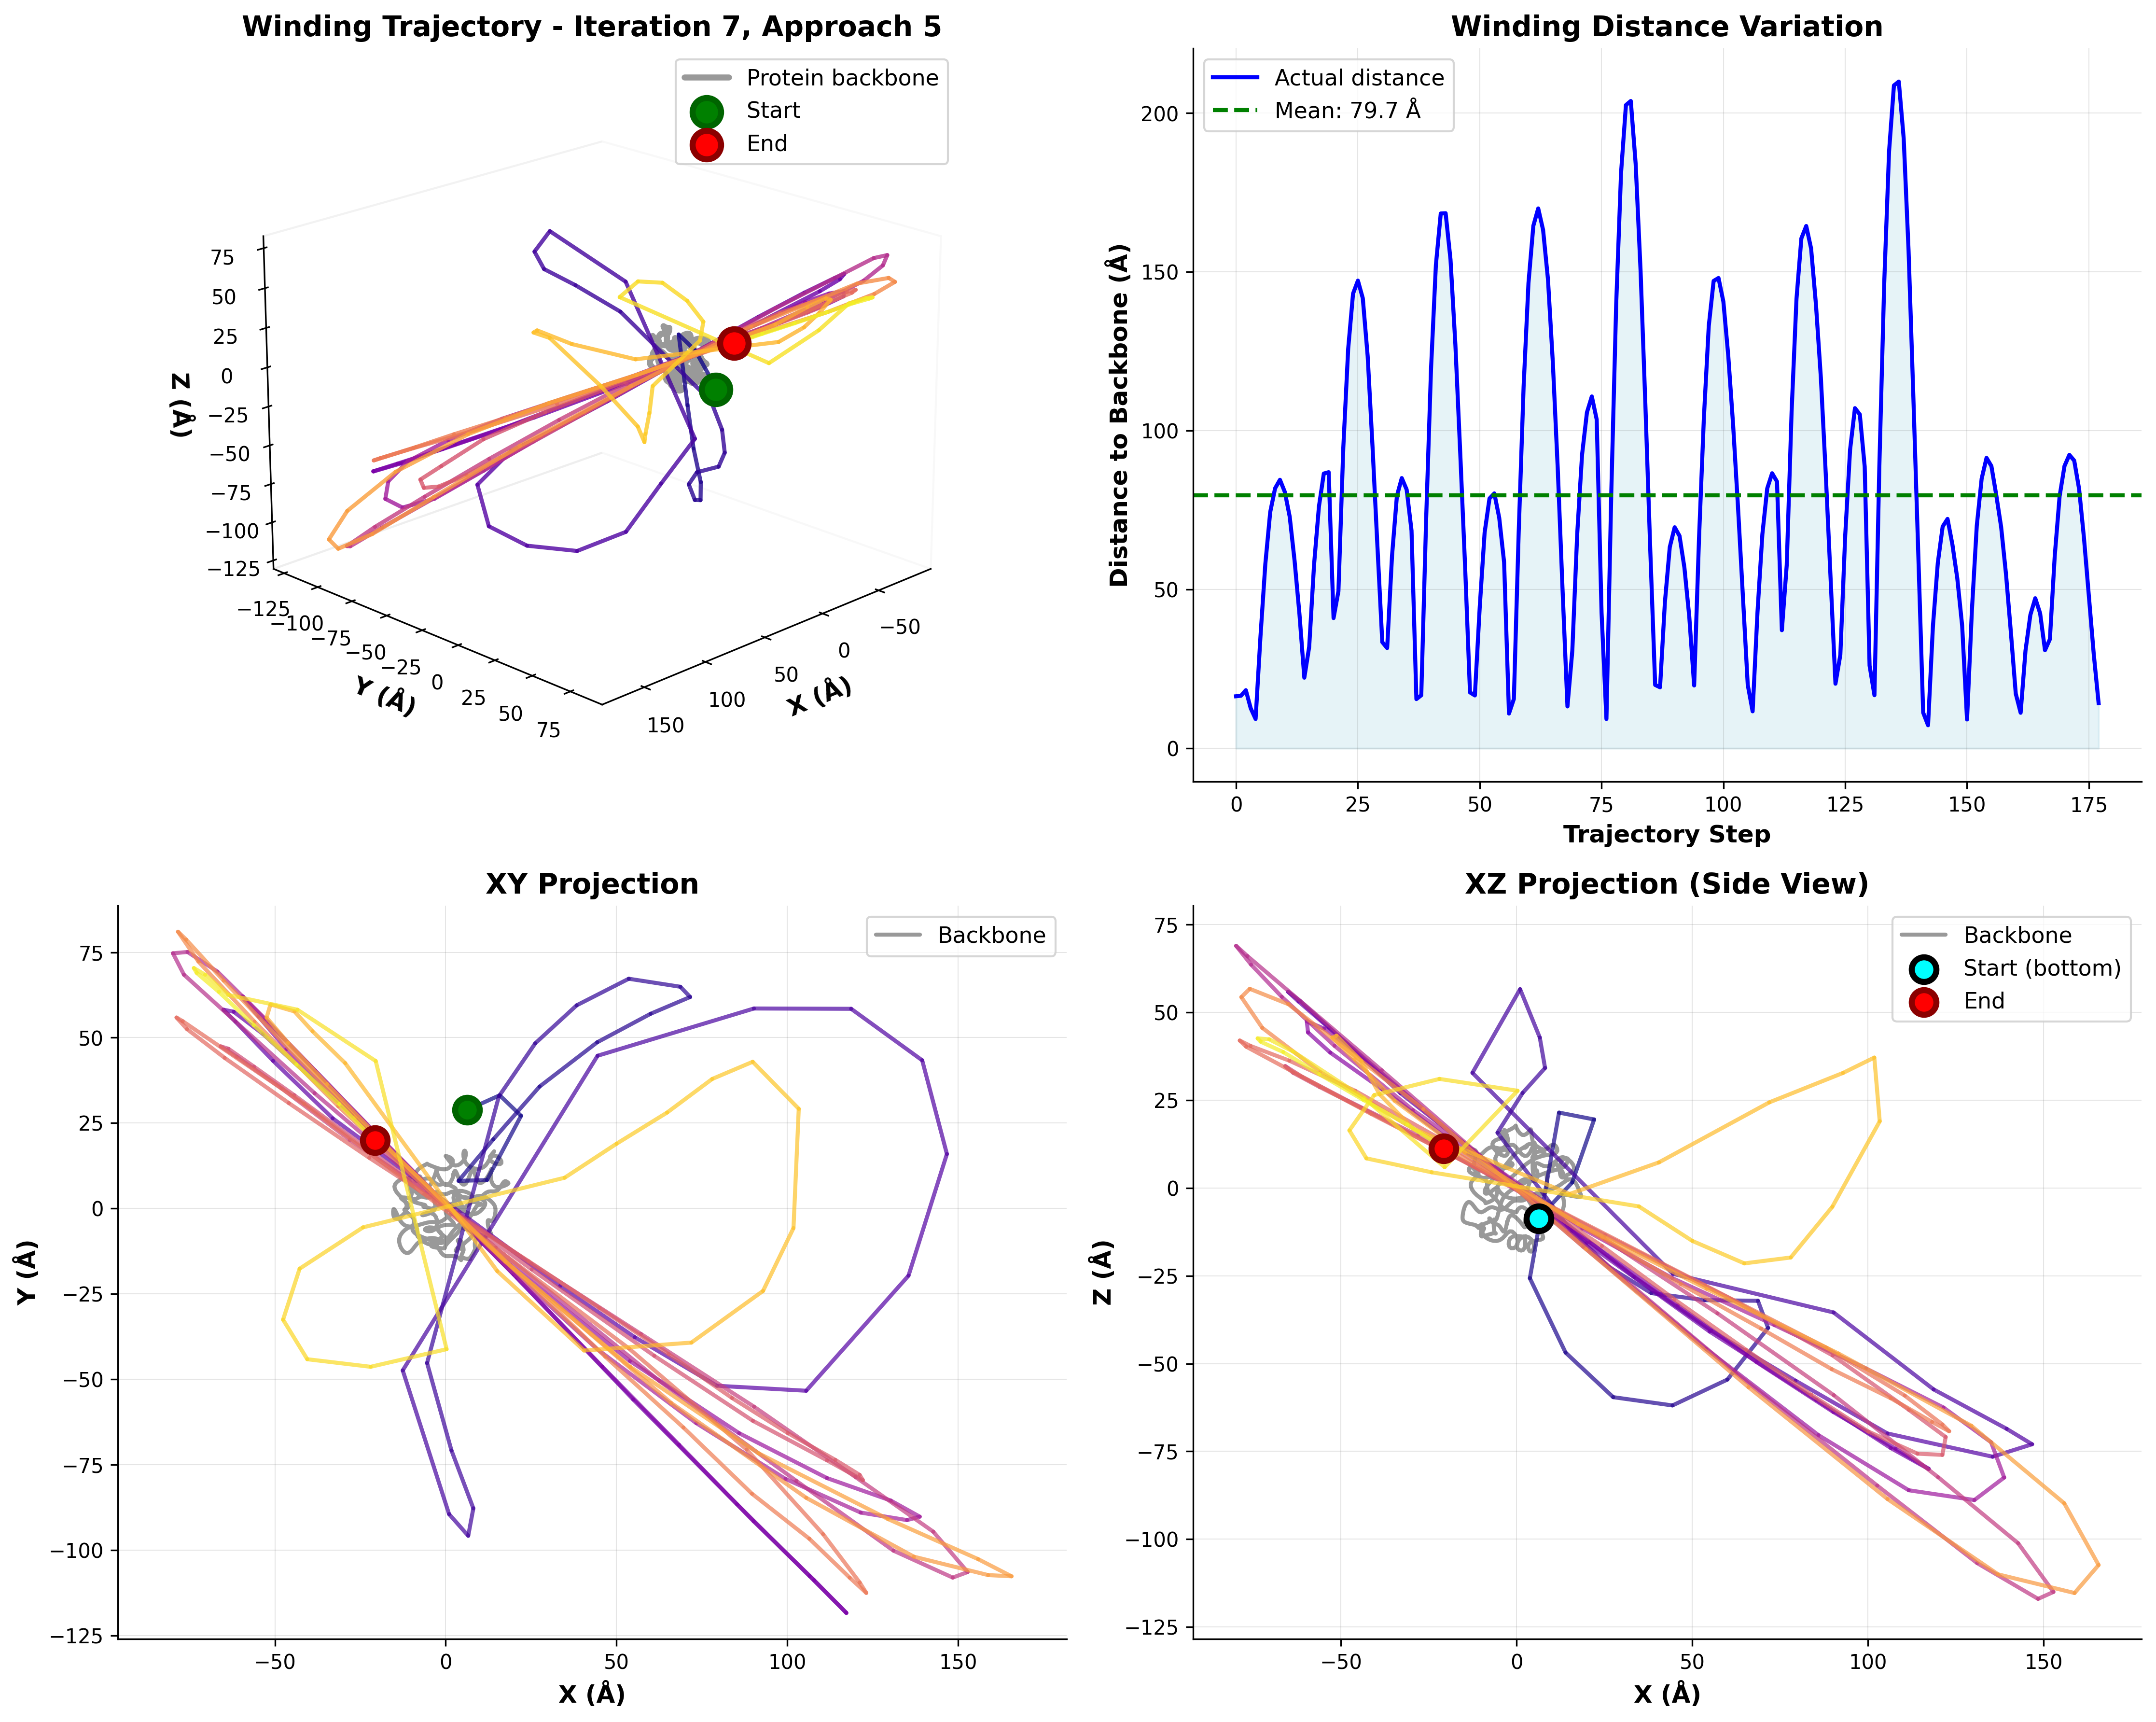 Winding Trajectory - Iteration 7, Approach 5
Protein backbone
Start
End
75
50
25
0
−25
−50
−75
−100
−125
Z (Å)
−125
−100
−75
−50
−25
0
25
50
75
Y (Å)
150
100
50
0
−50
X (Å)
Winding Distance Variation
Actual distance
Mean: 79.7 Å
200
150
100
50
0
Distance to Backbone (Å)
0
25
50
75
100
125
150
175
Trajectory Step
XY Projection
Backbone
75
50
25
0
−25
−50
−75
−100
−125
Y (Å)
−50
0
50
100
150
X (Å)
XZ Projection (Side View)
Backbone
Start (bottom)
End
75
50
25
0
−25
−50
−75
−100
−125
Z (Å)
−50
0
50
100
150
X (Å)